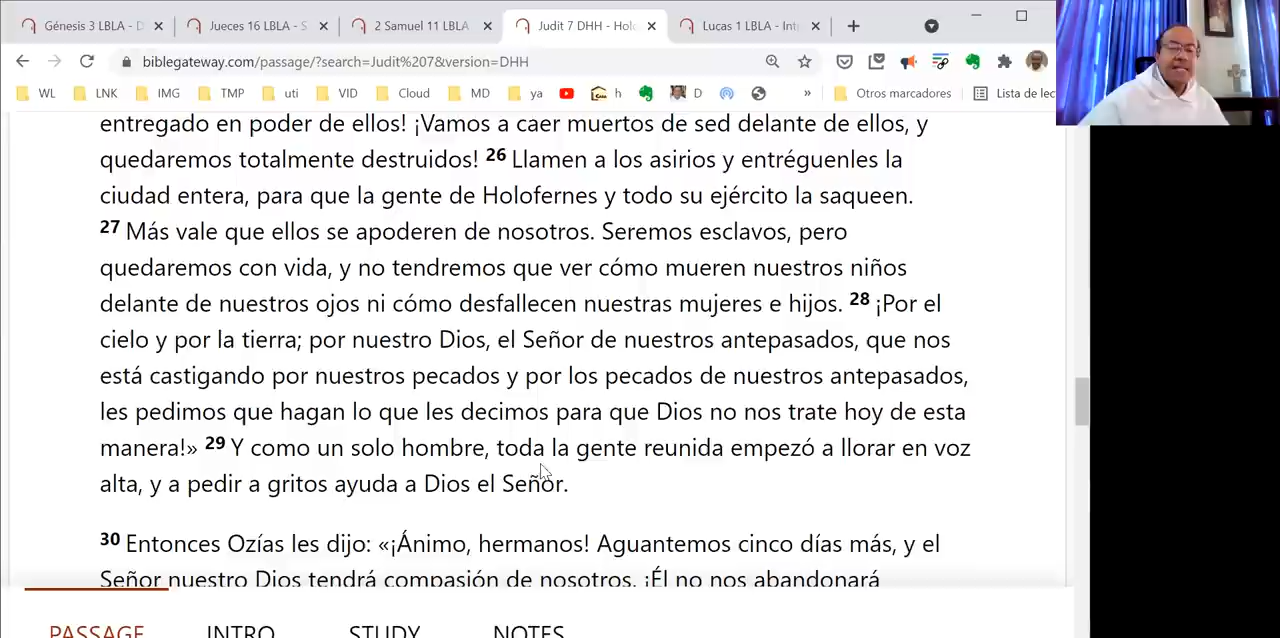 Génesis 3 LBLA - D
Jueces 16 LBLA - S
2 Samuel 11 LBLA
Judit 7 DHH - Holo
Lucas 1 LBLA - Int
biblegateway.com/passage/?search=Judit%207&version=DHH
WL LNK IMG TMP uti VID Cloud MD ya h D » Otros marcadores Lista de lec
entregado en poder de ellos! ¡Vamos a caer muertos de sed delante de ellos, y
quedaremos totalmente destruidos! 26 Llamen a los asirios y entréguenles la
ciudad entera, para que la gente de Holofernes y todo su ejército la saqueen.
27 Más vale que ellos se apoderen de nosotros. Seremos esclavos, pero
quedaremos con vida, y no tendremos que ver cómo mueren nuestros niños
delante de nuestros ojos ni cómo desfallecen nuestras mujeres e hijos. 28 ¡Por el
cielo y por la tierra; por nuestro Dios, el Señor de nuestros antepasados, que nos
está castigando por nuestros pecados y por los pecados de nuestros antepasados,
les pedimos que hagan lo que les decimos para que Dios no nos trate hoy de esta
manera!» 29 Y como un solo hombre, toda la gente reunida empezó a llorar en voz
alta, y a pedir a gritos ayuda a Dios el Señor.
30 Entonces Ozías les dijo: «¡Ánimo, hermanos! Aguantemos cinco días más, y el
Señor nuestro Dios tendrá compasión de nosotros. ¡Él no nos abandonará
PASSAGE INTRO STUDY NOTES